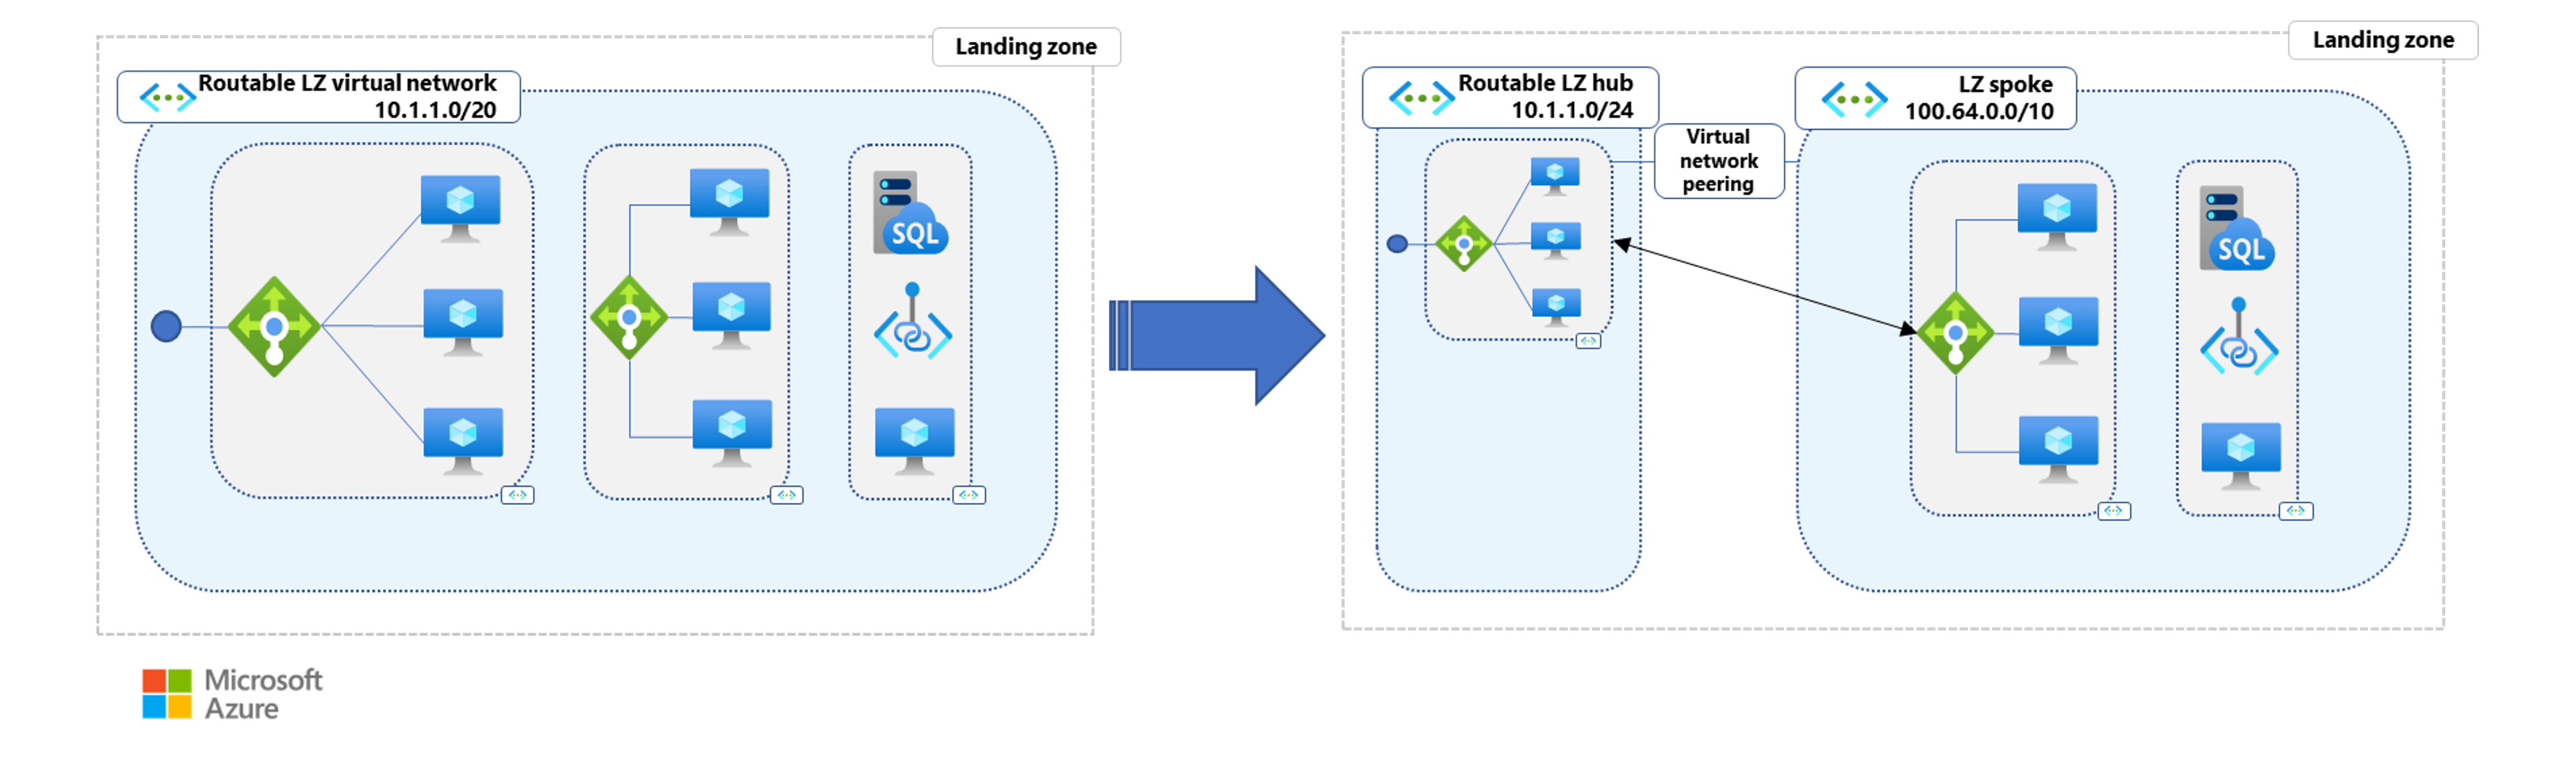 Landing zone
Routable LZ virtual network
10.1.1.0/20
SQL
Landing zone
Routable LZ hub
10.1.1.0/24
Virtual
network
peering
LZ spoke
100.64.0.0/10
SQL
Microsoft
Azure